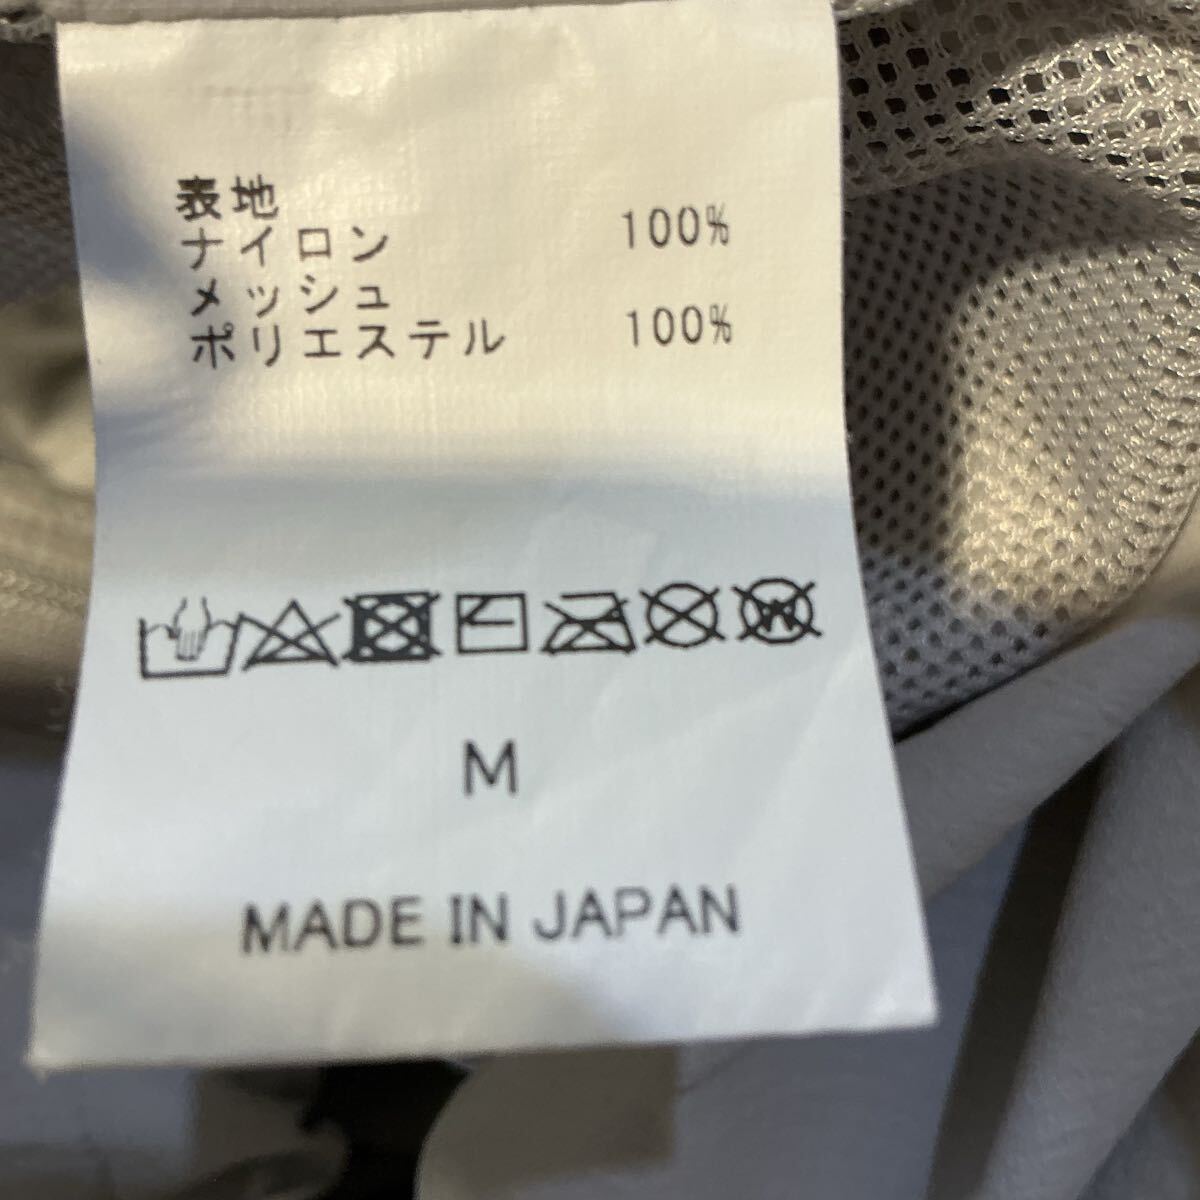 表地
ナイロン 100%
メッシュ
ポリエステル 100%
W
M
MADE IN JAPAN